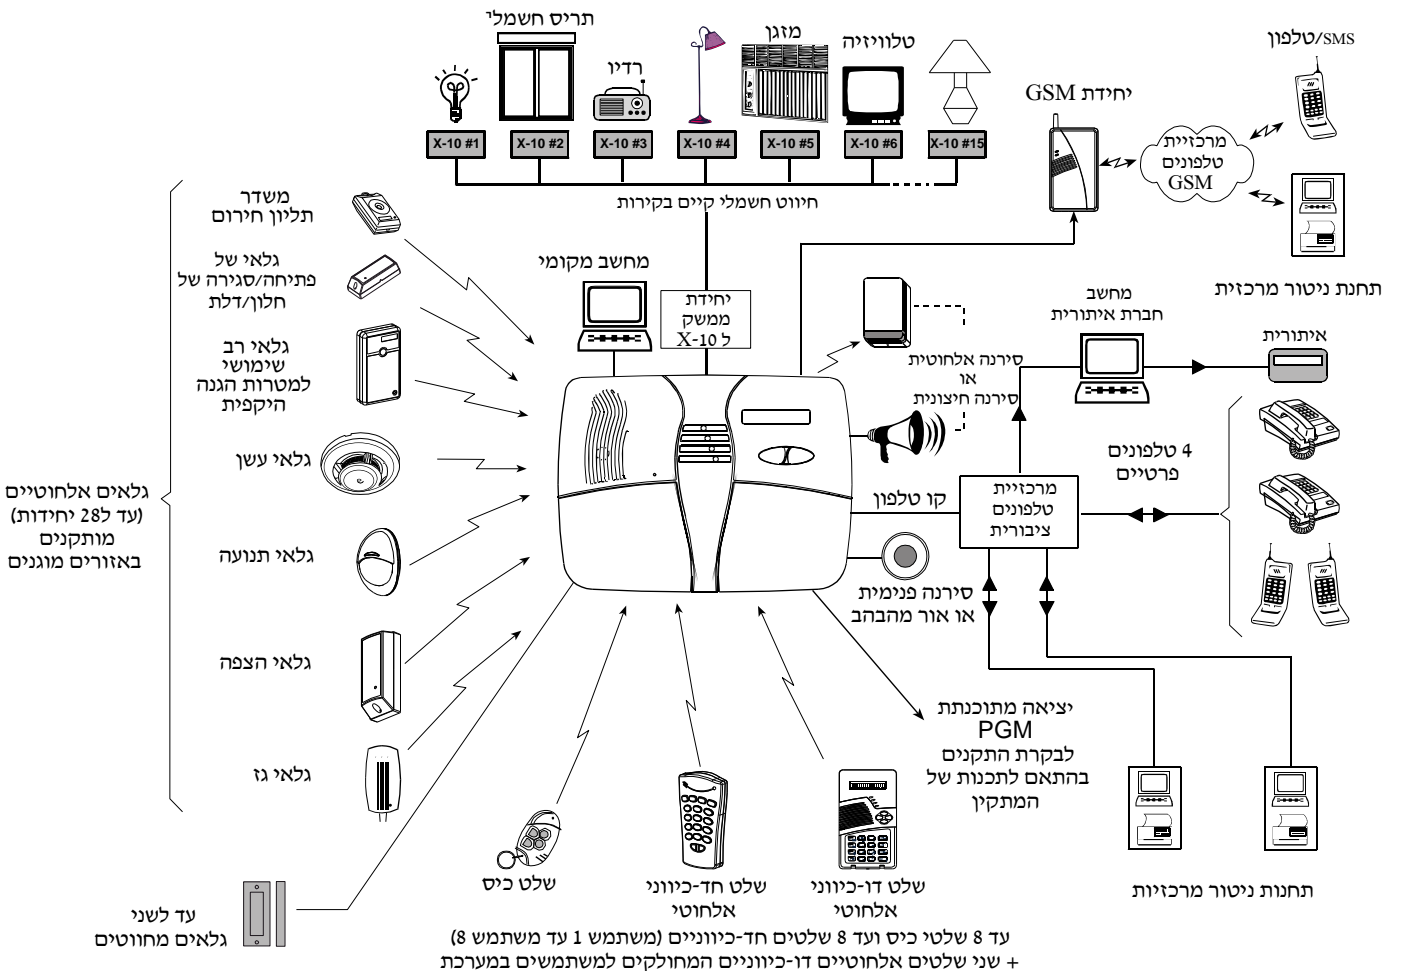 תריס חשמלי
מזגן
טלוויזיה
רדיו
X-10 #1
X-10 #2
X-10 #3
X-10 #4
X-10 #5
X-10 #6
X-10 #15
חיווט חשמלי קיים בקירות
SMS/טלפון
יחידת GSM
מרכזיית
טלפונים
GSM
תחנת ניטור מרכזית
משדר
תליון חירום
גלאי של
פתיחה/סגירה של
חלון/דלת
גלאי רב
שימושי
למטרות הגנה
היקפית
גלאי עשן
גלאי תנועה
גלאי הצפה
גלאי גז
גלאים אלחוטיים
(עד ל28 יחידות)
מותקנים
באזורים מוגנים
עד לשני
גלאים מחווטים
מחשב מקומי
יחידת
ממשק
ל X-10
סירנה אלחוטית
או
סירנה חיצונית
מחשב
חברת איתורית
איתורית
4 טלפונים
פרטיים
קו טלפון
מרכזיית
טלפונים
ציבורית
סירנה פנימית
או אור מהבהב
יציאה מתוכנתת
PGM
לבקרת התקנים
בהתאם לתכנות של
המתקין
תחנות ניטור מרכזיות
שלט כיס
שלט חד-כיווני
אלחוטי
שלט דו-כיווני
אלחוטי
עד 8 שלטי כיס ועד 8 שלטים חד-כיווניים (משתמש 1 עד משתמש 8)
+ שני שלטים אלחוטיים דו-כיווניים המחולקים למשתמשים במערכת